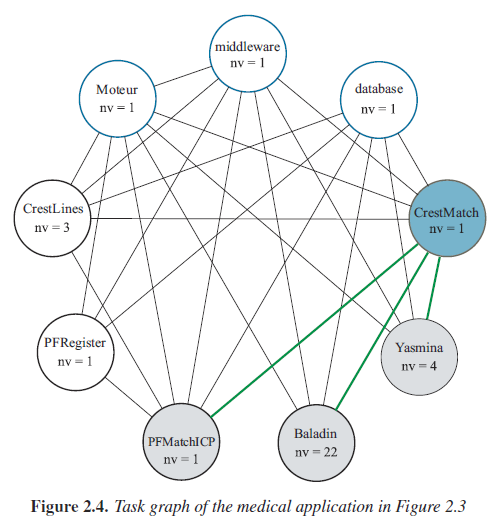 middleware
nv = 1
Moteur
nv = 1
database
nv = 1
CrestLines
nv = 3
CrestMatch
nv = 1
PFRegister
nv = 1
Yasmina
nv = 4
PFMatchICP
nv = 1
Baladin
nv = 22
Figure 2.4. Task graph of the medical application in Figure 2.3